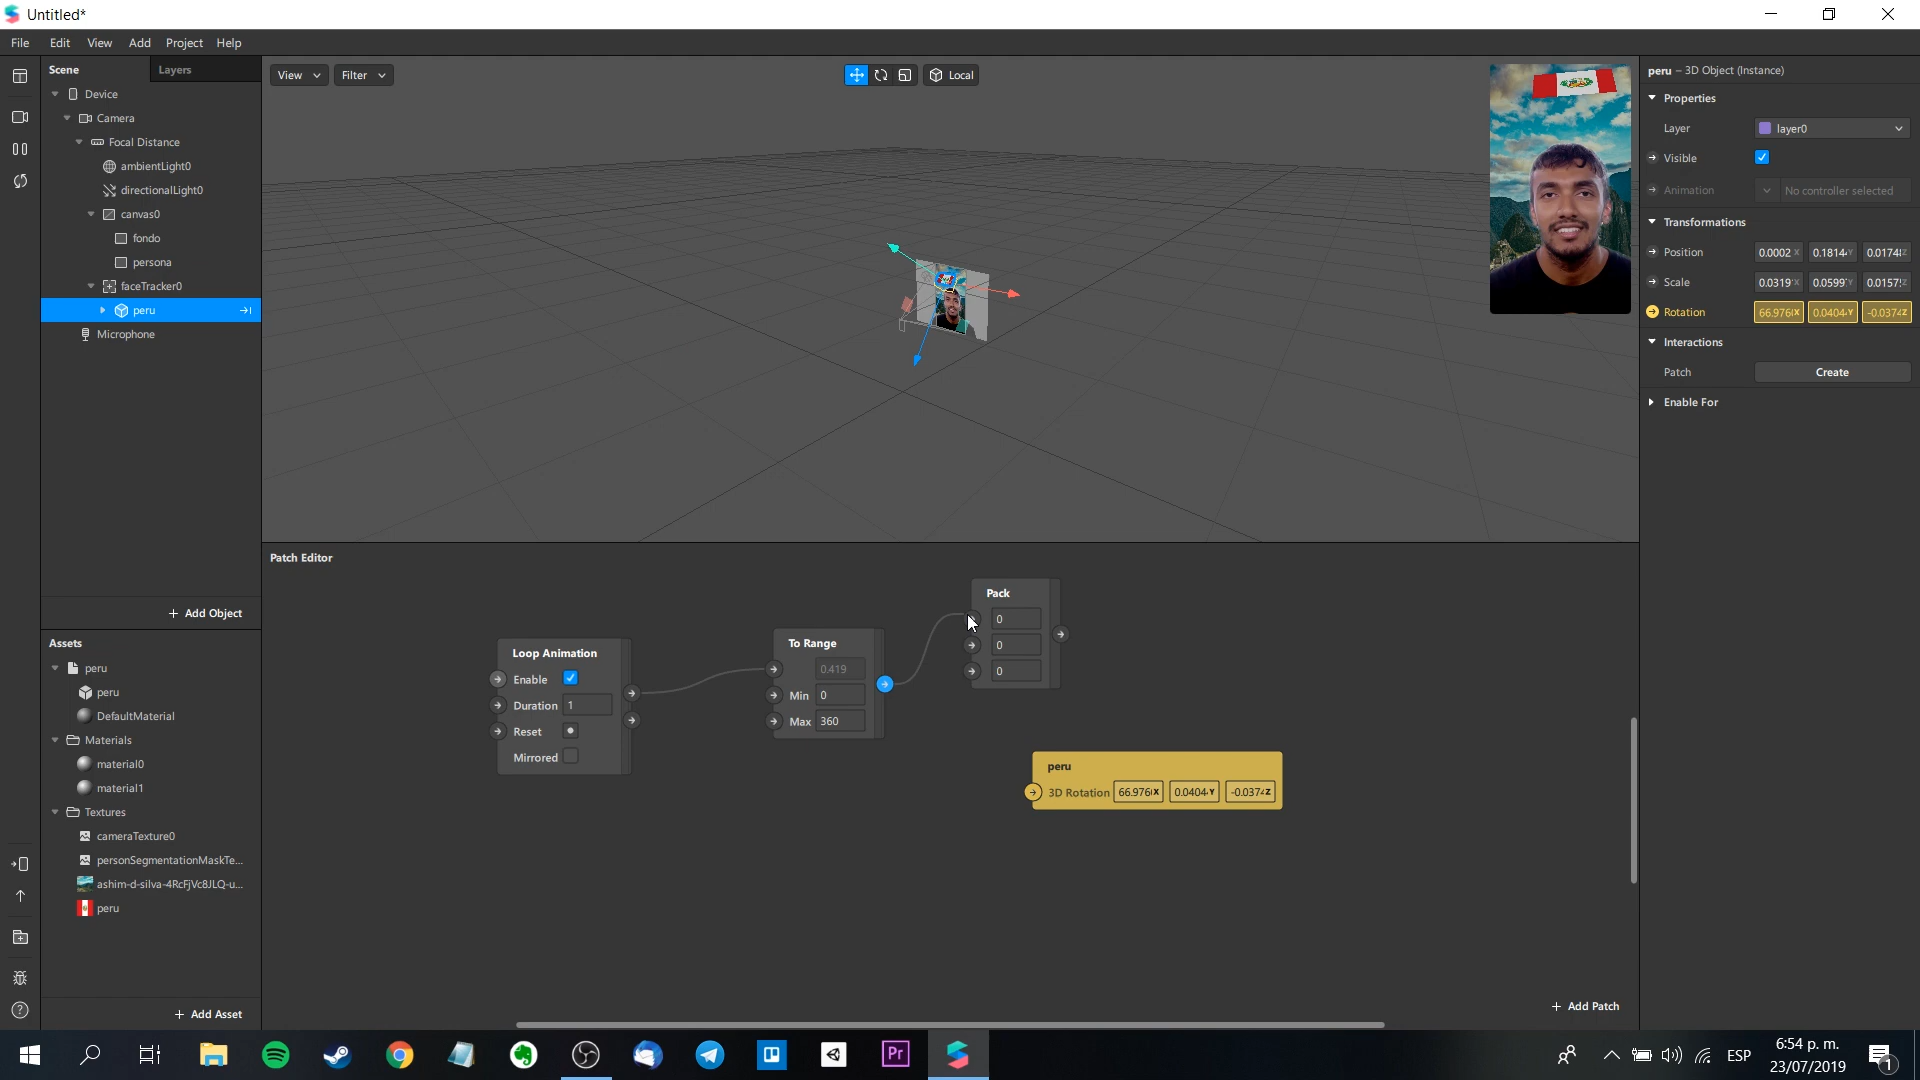 Untitled*
File Edit View Add Project Help
Scene Layers
Device
Camera
Focal Distance
ambientLight0
directionalLight0
canvas0
fondo
persona
faceTracker0
peru
Microphone
+ Add Object
Assets
peru
peru
DefaultMaterial
Materials
material0
material1
Textures
cameraTexture0
personSegmentationMaskTe...
ashim-d-silva-4RcFjVc8JLQ-u...
peru
+ Add Asset
View Filter Local
Patch Editor
Loop Animation
Enable
Duration 1
Reset
Mirrored
To Range
0.419
Min 0
Max 360
Pack
0
0
0
peru
3D Rotation 66.976 X 0.0404 Y -0.0374 Z
+ Add Patch
peru – 3D Object (Instance)
Properties
Layer layer0
Visible
Animation No controller selected
Transformations
Position 0.0002 X 0.1814 Y 0.0174 Z
Scale 0.0319 X 0.0599 Y 0.0157 Z
Rotation 66.976 X 0.0404 Y -0.0374 Z
Interactions
Patch Create
Enable For
Pr
ESP
6:54 p. m.
23/07/2019
1